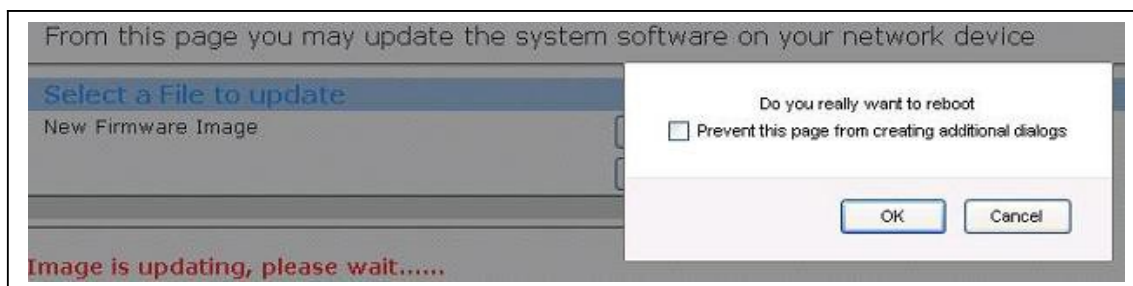 From this page you may update the system software on your network device
Select a File to update
New Firmware Image
Do you really want to reboot
Prevent this page from creating additional dialogs
OK
Cancel
Image is updating, please wait......